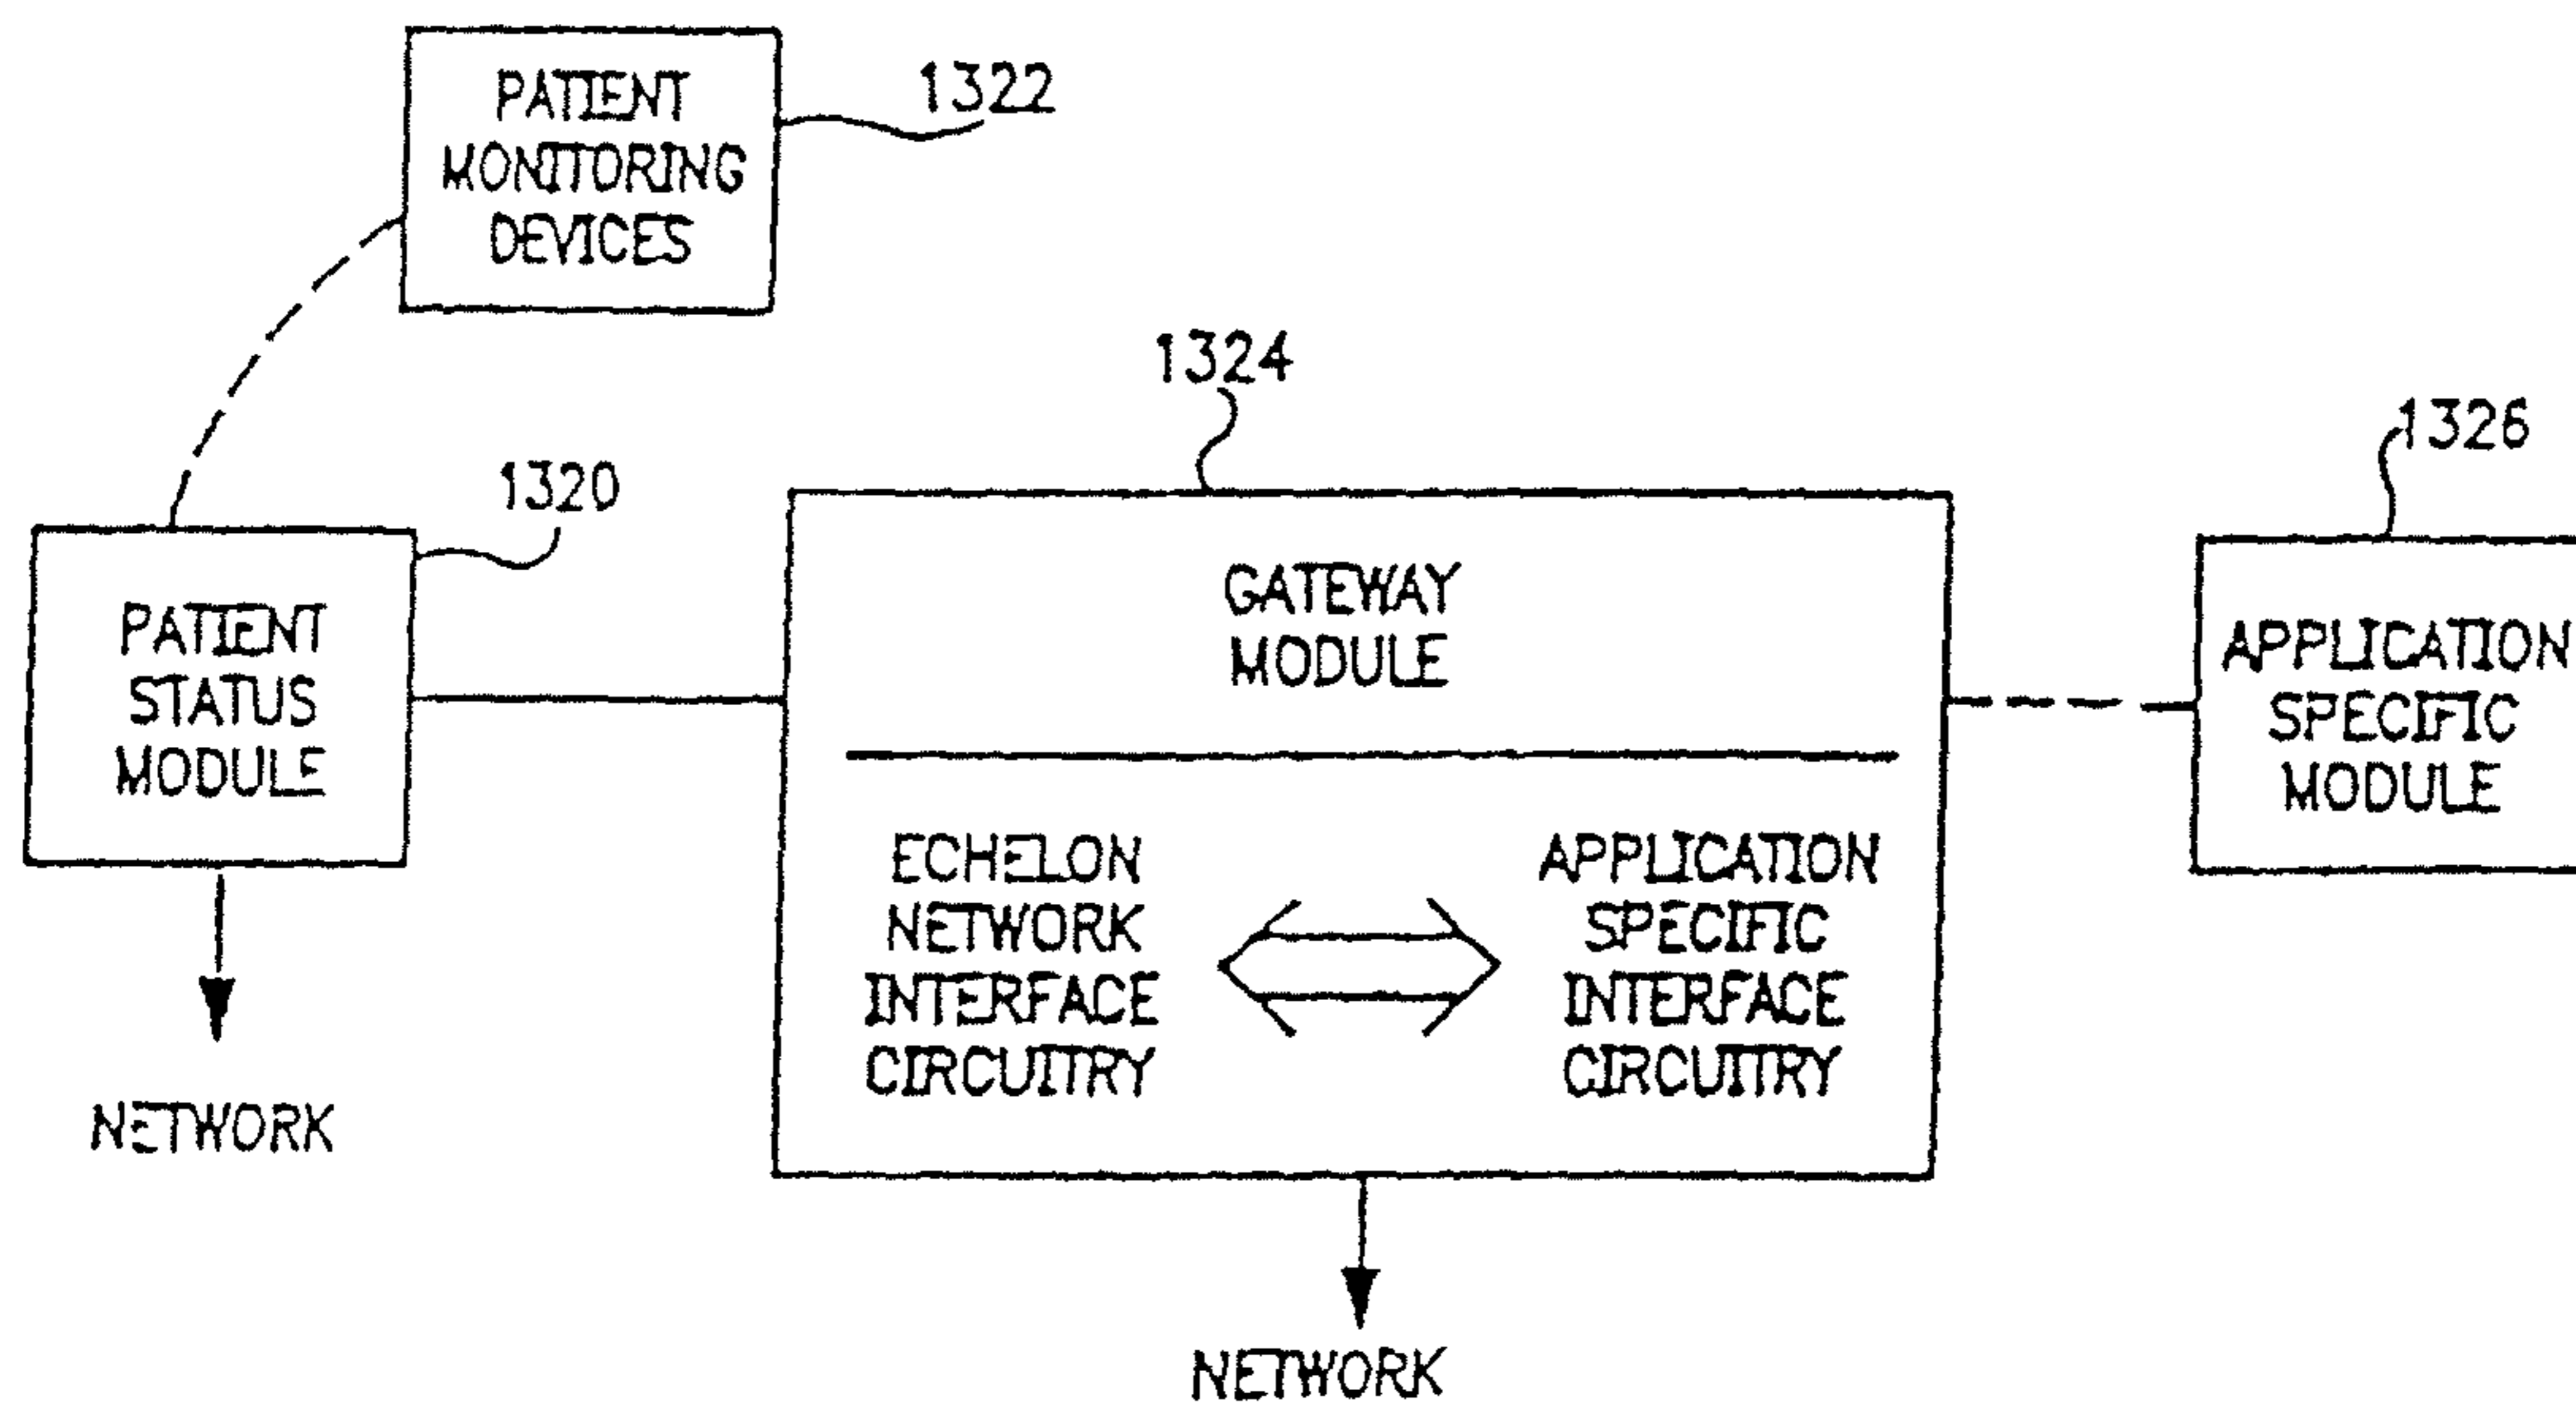 PATIENT
MONITORING
DEVICES
1322
1324
1326
1320
PATIENT
STATUS
MODULE
GATEWAY
MODULE
APPLICATION
SPECIFIC
MODULE
ECHELON
NETWORK
INTERFACE
CIRCUITRY
APPLICATION
SPECIFIC
INTERFACE
CIRCUITRY
NETWORK
NETWORK